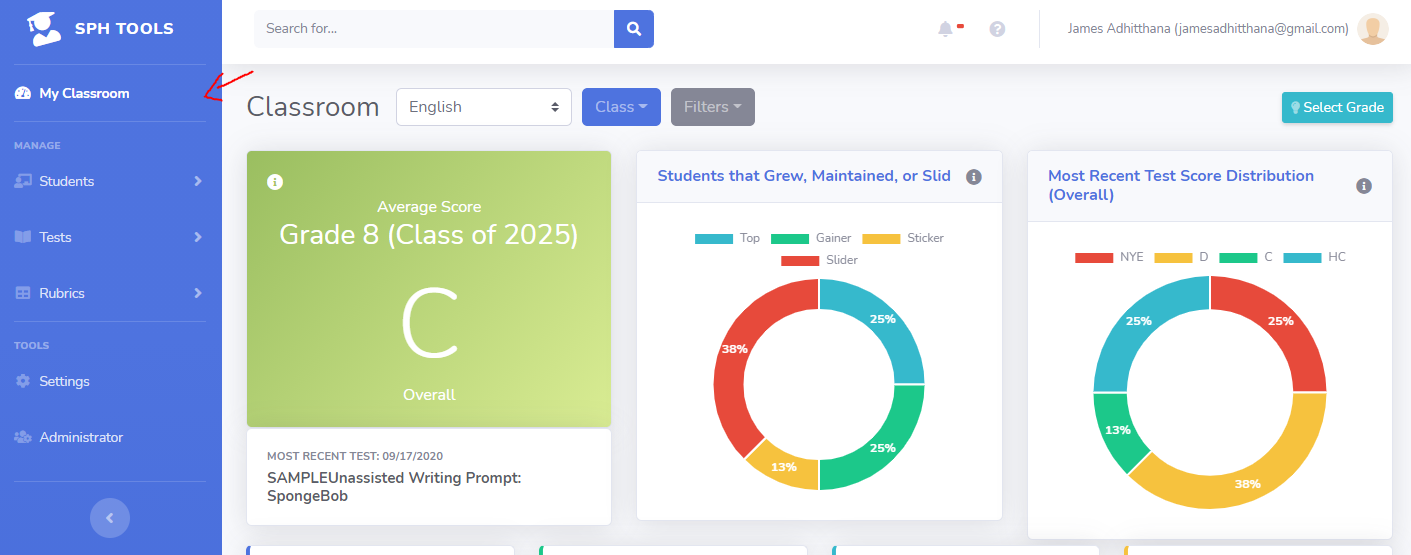 SPH TOOLS
My Classroom
MANAGE
Students
Tests
Rubrics
TOOLS
Settings
Administrator
Search for...
James Adhitthana (jamesadhitthana@gmail.com)
Classroom
English
Class
Filters
Select Grade
Average Score
Grade 8 (Class of 2025)
C
Overall
MOST RECENT TEST: 09/17/2020
SAMPLEUnassisted Writing Prompt:
SpongeBob
Students that Grew, Maintained, or Slid
Top Gainer Sticker
Slider
25%
38%
25%
13%
Most Recent Test Score Distribution
(Overall)
NYE D C HC
25% 25%
13%
38%